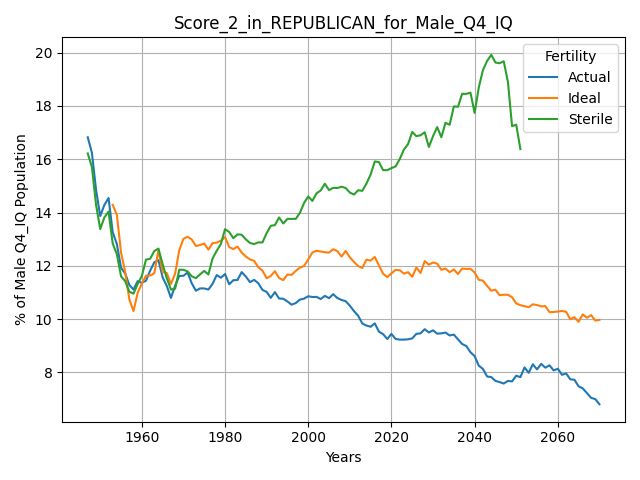 Score_2_in_REPUBLICAN_for_Male_Q4_IQ
Fertility
Actual
Ideal
Sterile
% of Male Q4_IQ Population
20
18
16
14
12
10
8
1960
1980
2000
2020
2040
2060
Years